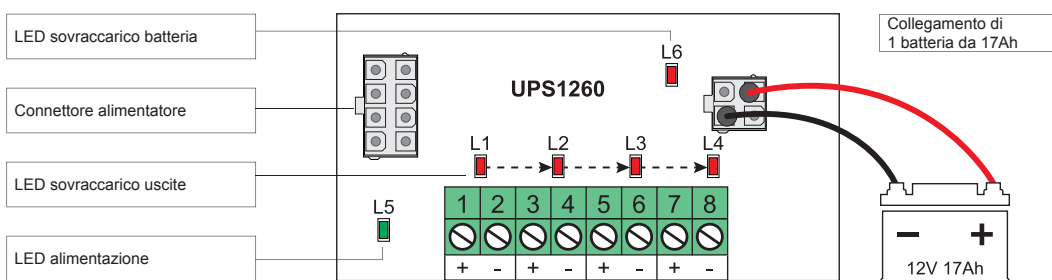 LED sovraccarico batteria
Connettore alimentatore
LED sovraccarico uscite
LED alimentazione
UPS1260
L6
L1 L2 L3 L4
L5
1 2 3 4 5 6 7 8
+ - + - + - + -
Collegamento di
1 batteria da 17Ah
− +
12V 17Ah